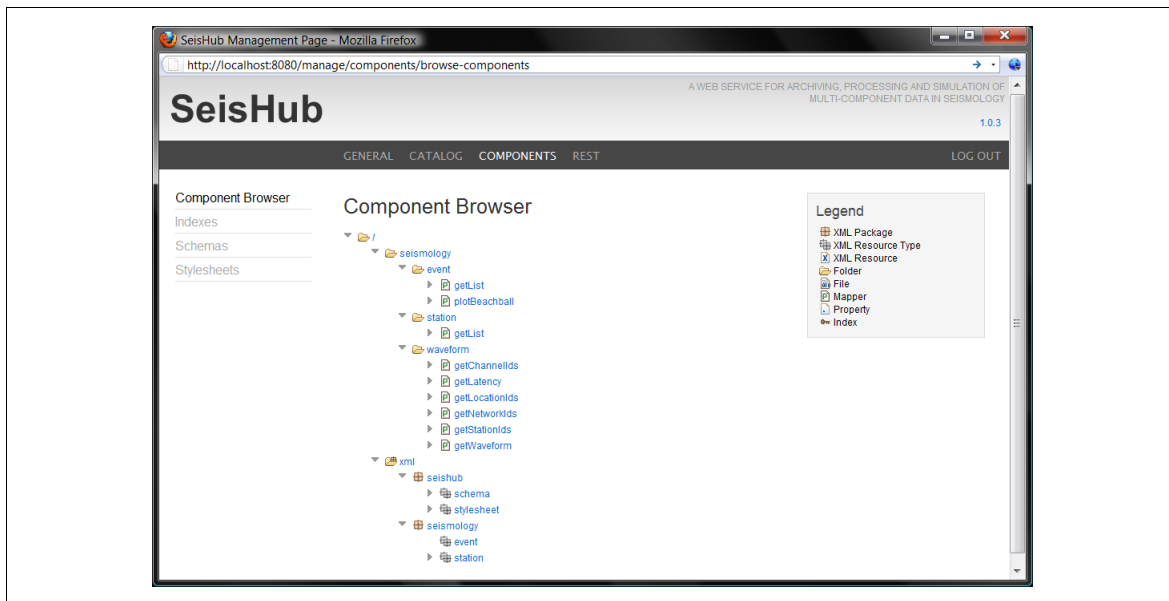 SeisHub Management Page - Mozilla Firefox
http://localhost:8080/manage/components/browse-components
SeisHub
A WEB SERVICE FOR ARCHIVING, PROCESSING AND SIMULATION OF
MULTI-COMPONENT DATA IN SEISMOLOGY
1.0.3
GENERAL CATALOG COMPONENTS REST LOG OUT
Component Browser
Indexes
Schemas
Stylesheets
Component Browser
/
seismology
event
getList
plotBeachball
station
getList
waveform
getChannelIds
getLatency
getLocationIds
getNetworkIds
getStationIds
getWaveform
xml
seishub
schema
stylesheet
seismology
event
station
Legend
XML Package
XML Resource Type
XML Resource
Folder
File
Mapper
Property
Index